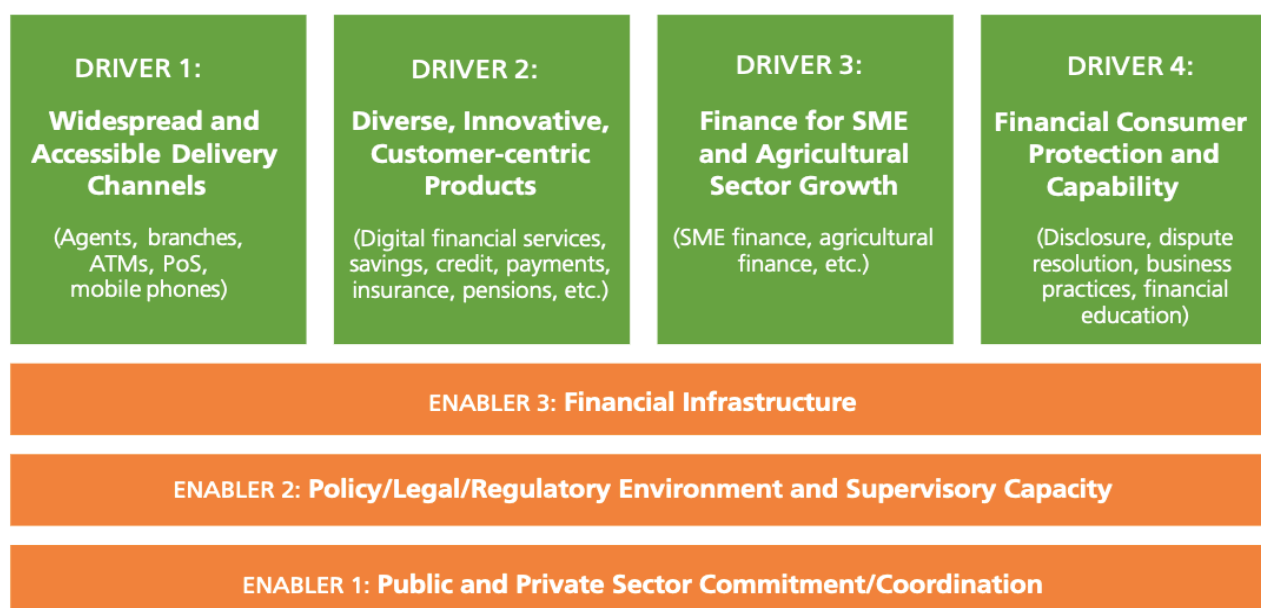 DRIVER 1:
Widespread and
Accessible Delivery
Channels
(Agents, branches,
ATMs, PoS,
mobile phones)
DRIVER 2:
Diverse, Innovative,
Customer-centric
Products
(Digital financial services,
savings, credit, payments,
insurance, pensions, etc.)
DRIVER 3:
Finance for SME
and Agricultural
Sector Growth
(SME finance, agricultural
finance, etc.)
DRIVER 4:
Financial Consumer
Protection and
Capability
(Disclosure, dispute
resolution, business
practices, financial
education)
ENABLER 3: Financial Infrastructure
ENABLER 2: Policy/Legal/Regulatory Environment and Supervisory Capacity
ENABLER 1: Public and Private Sector Commitment/Coordination